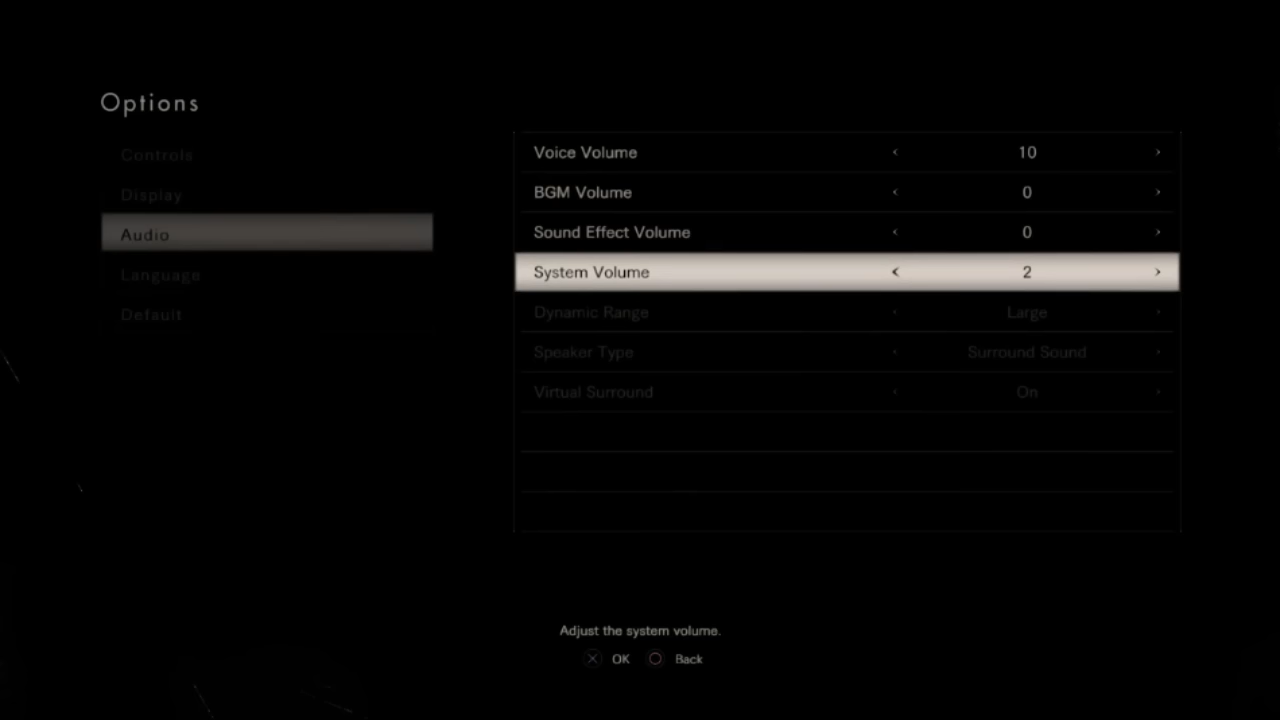 Options
Controls
Display
Audio
Language
Default
Voice Volume < 10 >
BGM Volume < 0 >
Sound Effect Volume < 0 >
System Volume < 2 >
Dynamic Range Large
Speaker Type Surround Sound
Virtual Surround On
Adjust the system volume.
OK Back